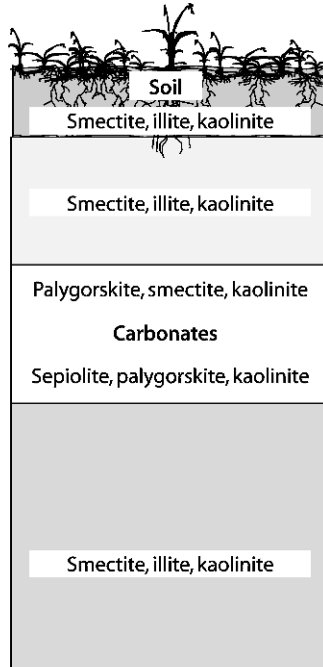 Soil
Smectite, illite, kaolinite
Smectite, illite, kaolinite
Palygorskite, smectite, kaolinite
Carbonates
Sepiolite, palygorskite, kaolinite
Smectite, illite, kaolinite